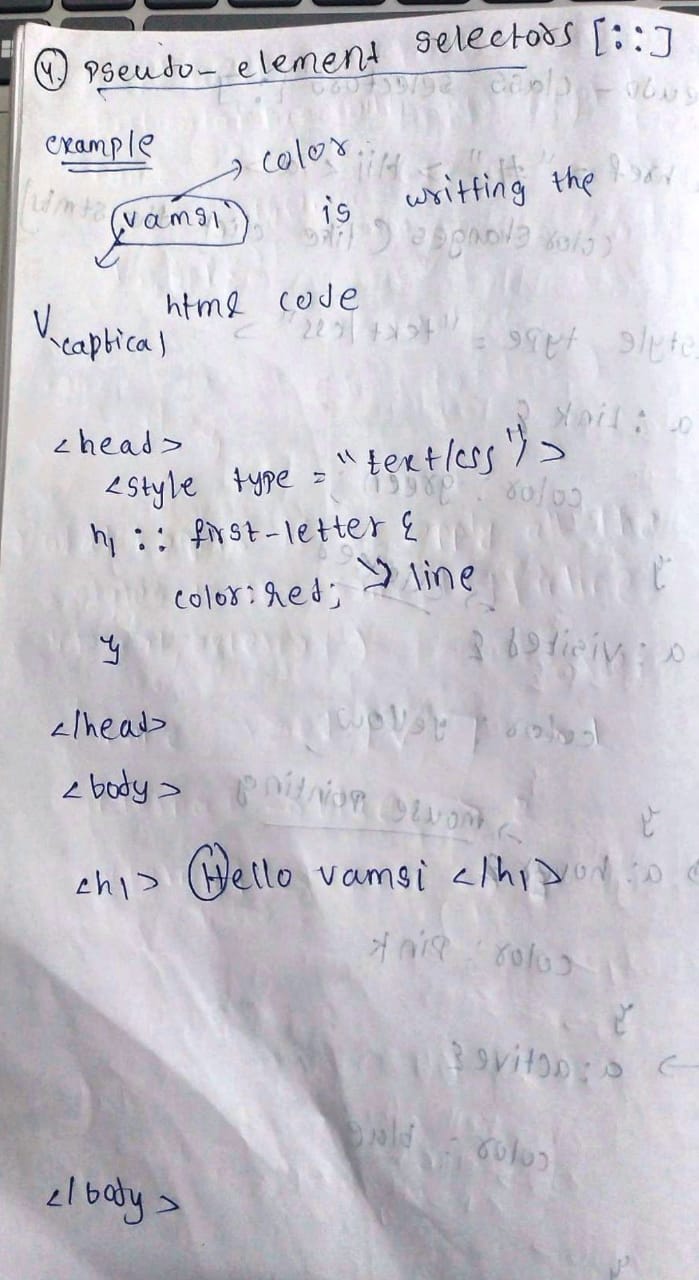 4. Pseudo-element selectors [::]
example
color
vamsi is writting the
html code
V captical
<head>
<style type = "text/css">
h1 :: first-letter {
line
color: red;
}
</head>
<body>
<h1> Hello vamsi </h1>
</body>